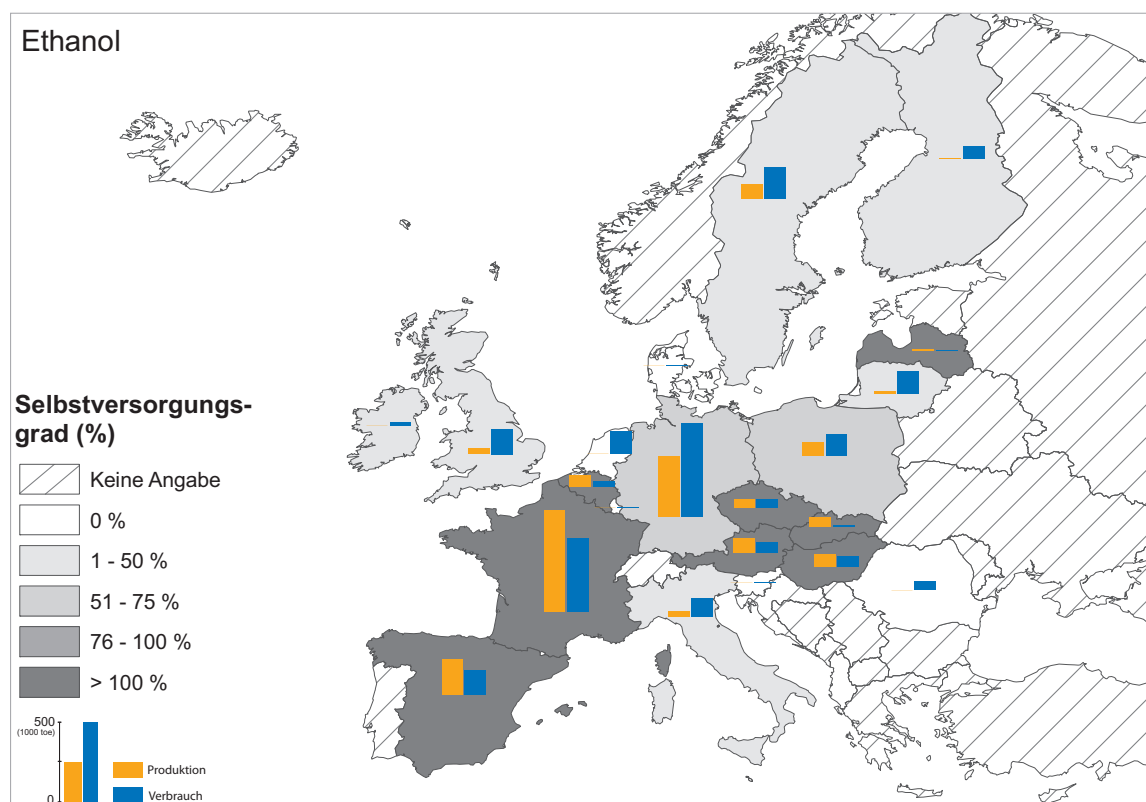 Ethanol
Selbstversorgungs-
grad (%)
Keine Angabe
0 %
1 - 50 %
51 - 75 %
76 - 100 %
> 100 %
500
(1000 toe)
0
Produktion
Verbrauch